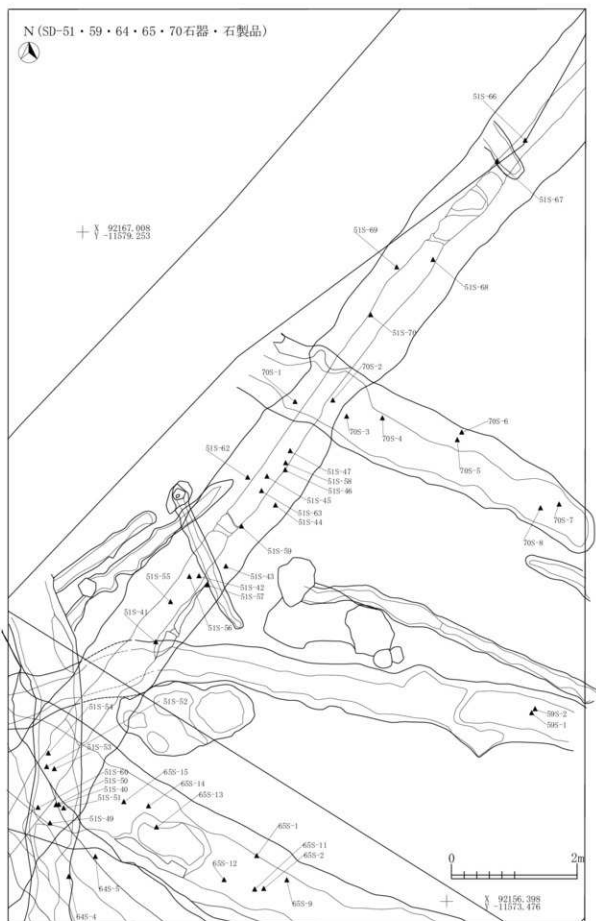 N (SD-51・59・64・65・70石器・石製品)
51S-66
51S-67
X 92167.008
Y -11579.253
51S-69
51S-68
51S-70
70S-1
70S-2
70S-3
70S-4
70S-6
70S-5
70S-7
70S-8
51S-62
51S-47
51S-58
51S-46
51S-45
51S-63
51S-44
51S-59
51S-43
51S-42
51S-57
51S-55
51S-56
51S-41
51S-52
51S-54
51S-53
59S-2
59S-1
51S-60
51S-50
51S-40
51S-51
51S-49
65S-15
65S-14
65S-13
65S-1
65S-11
65S-2
65S-12
65S-9
64S-5
64S-4
0
2m
X 92156.398
Y -11573.476